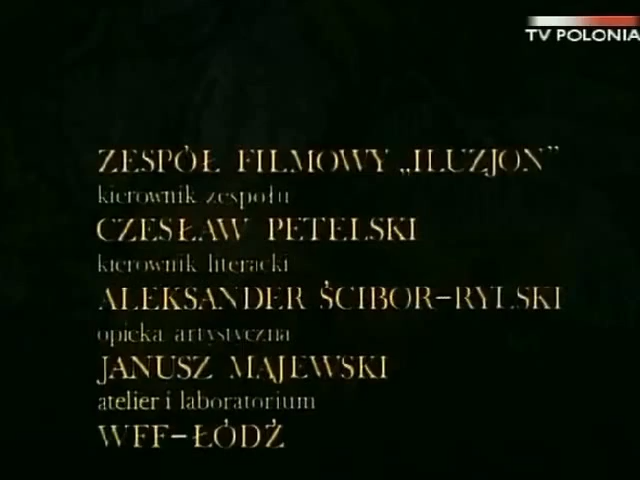 TV POLONIA
ZESPÓŁ FILMOWY „ILUZJON”
kierownik zespołu
CZESŁAW PETELSKI
kierownik literacki
ALEKSANDER ŚCIBOR-RYLSKI
opieka artystyczna
JANUSZ MAJEWSKI
atelier i laboratorium
WFF-ŁÓDŹ